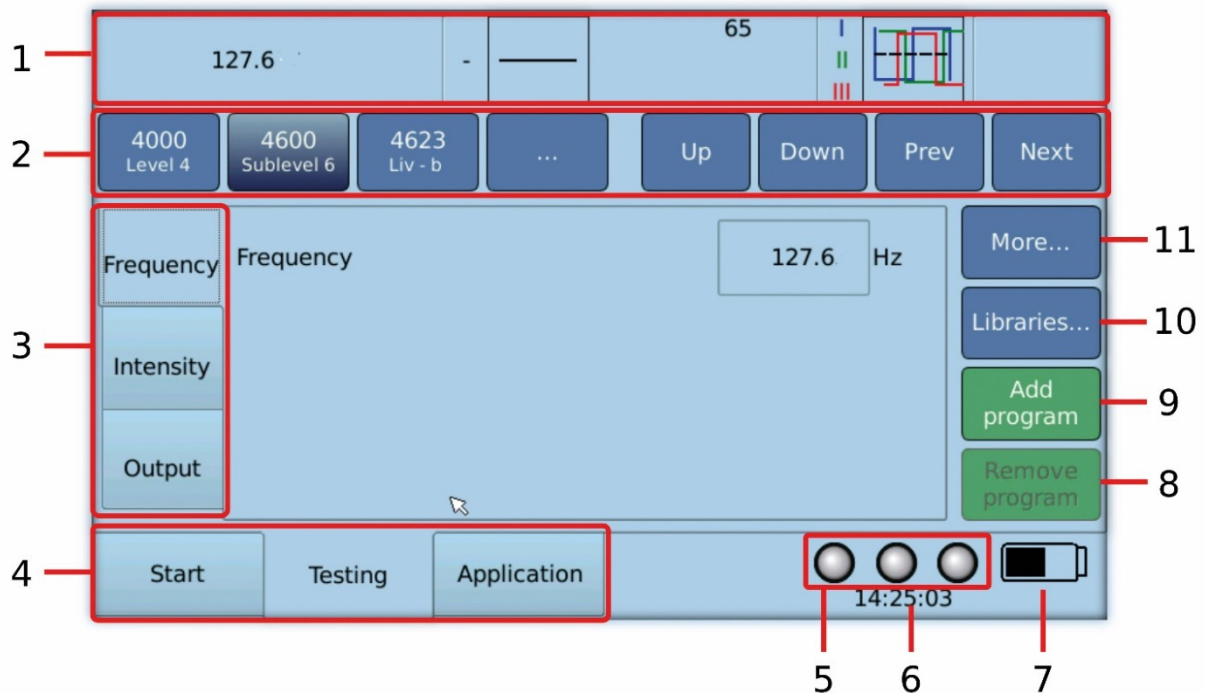 1
127.6
-
65
I
II
III
2
4000
Level 4
4600
Sublevel 6
4623
Liv - b
...
Up
Down
Prev
Next
3
Frequency
Intensity
Output
Frequency
127.6 Hz
More...
11
Libraries...
10
Add
program
9
Remove
program
8
4
Start
Testing
Application
14:25:03
5
6
7